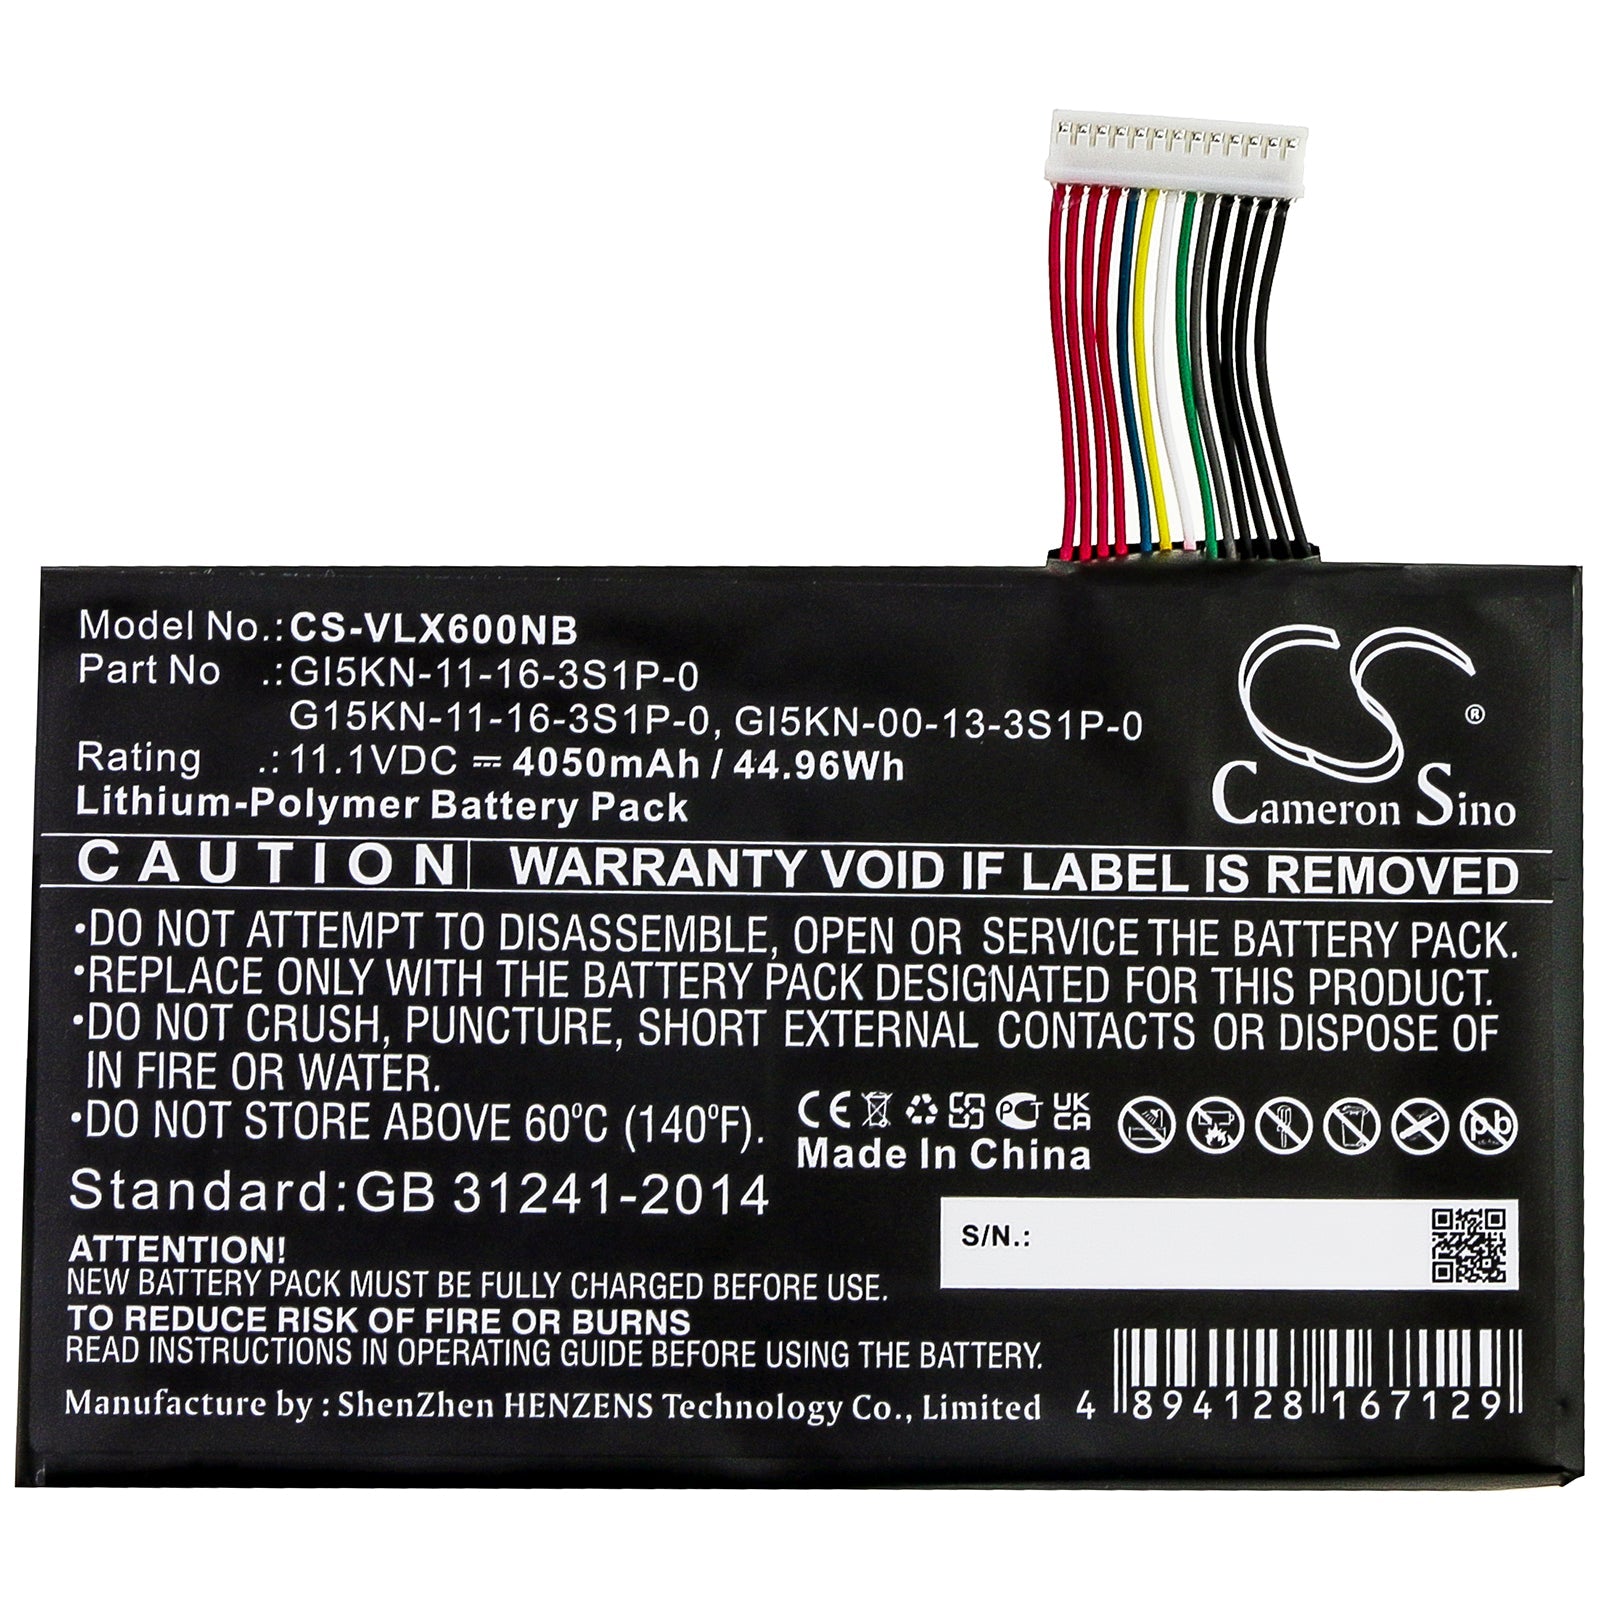 Model No.:CS-VLX600NB
Part No .:GI5KN-11-16-3S1P-0
G15KN-11-16-3S1P-0, GI5KN-00-13-3S1P-0
Rating .:11.1VDC ⎓ 4050mAh / 44.96Wh
Lithium-Polymer Battery Pack
CS ®
Cameron Sino
CAUTION WARRANTY VOID IF LABEL IS REMOVED
•DO NOT ATTEMPT TO DISASSEMBLE, OPEN OR SERVICE THE BATTERY PACK.
•REPLACE ONLY WITH THE BATTERY PACK DESIGNATED FOR THIS PRODUCT.
•DO NOT CRUSH, PUNCTURE, SHORT EXTERNAL CONTACTS OR DISPOSE OF
IN FIRE OR WATER.
•DO NOT STORE ABOVE 60ºC (140ºF).
CE PCT UK CA
Made In China
Pb
Standard:GB 31241-2014
S/N.:
ATTENTION!
NEW BATTERY PACK MUST BE FULLY CHARGED BEFORE USE.
TO REDUCE RISK OF FIRE OR BURNS
READ INSTRUCTIONS IN OPERATING GUIDE BEFORE USING THE BATTERY.
Manufacture by : ShenZhen HENZENS Technology Co., Limited
4 894128 167129